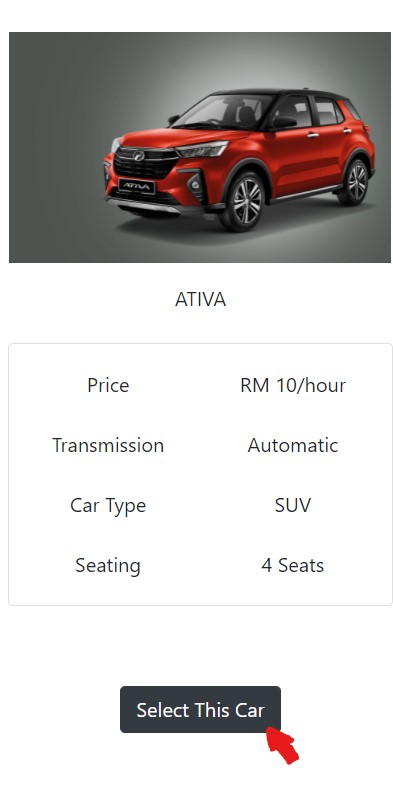 ATIVA
ATIVA
Price RM 10/hour
Transmission Automatic
Car Type SUV
Seating 4 Seats
Select This Car